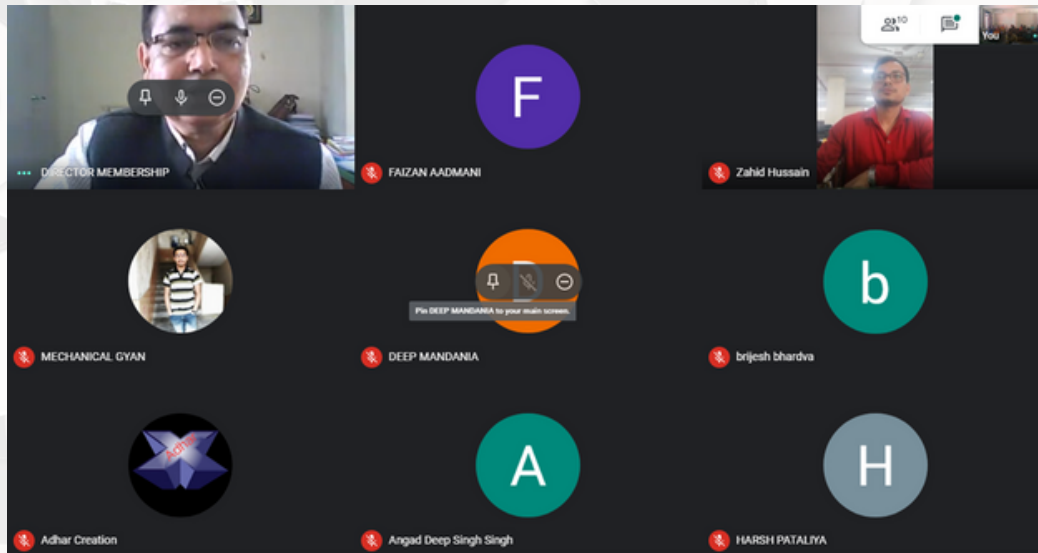 10
You
DIRECTOR MEMBERSHIP
F
FAIZAN AADMANI
Zahid Hussain
MECHANICAL GYAN
D
Pin DEEP MANDANIA to your main screen.
DEEP MANDANIA
b
brijesh bhardva
Adhar
Adhar Creation
A
Angad Deep Singh Singh
H
HARSH PATALIYA